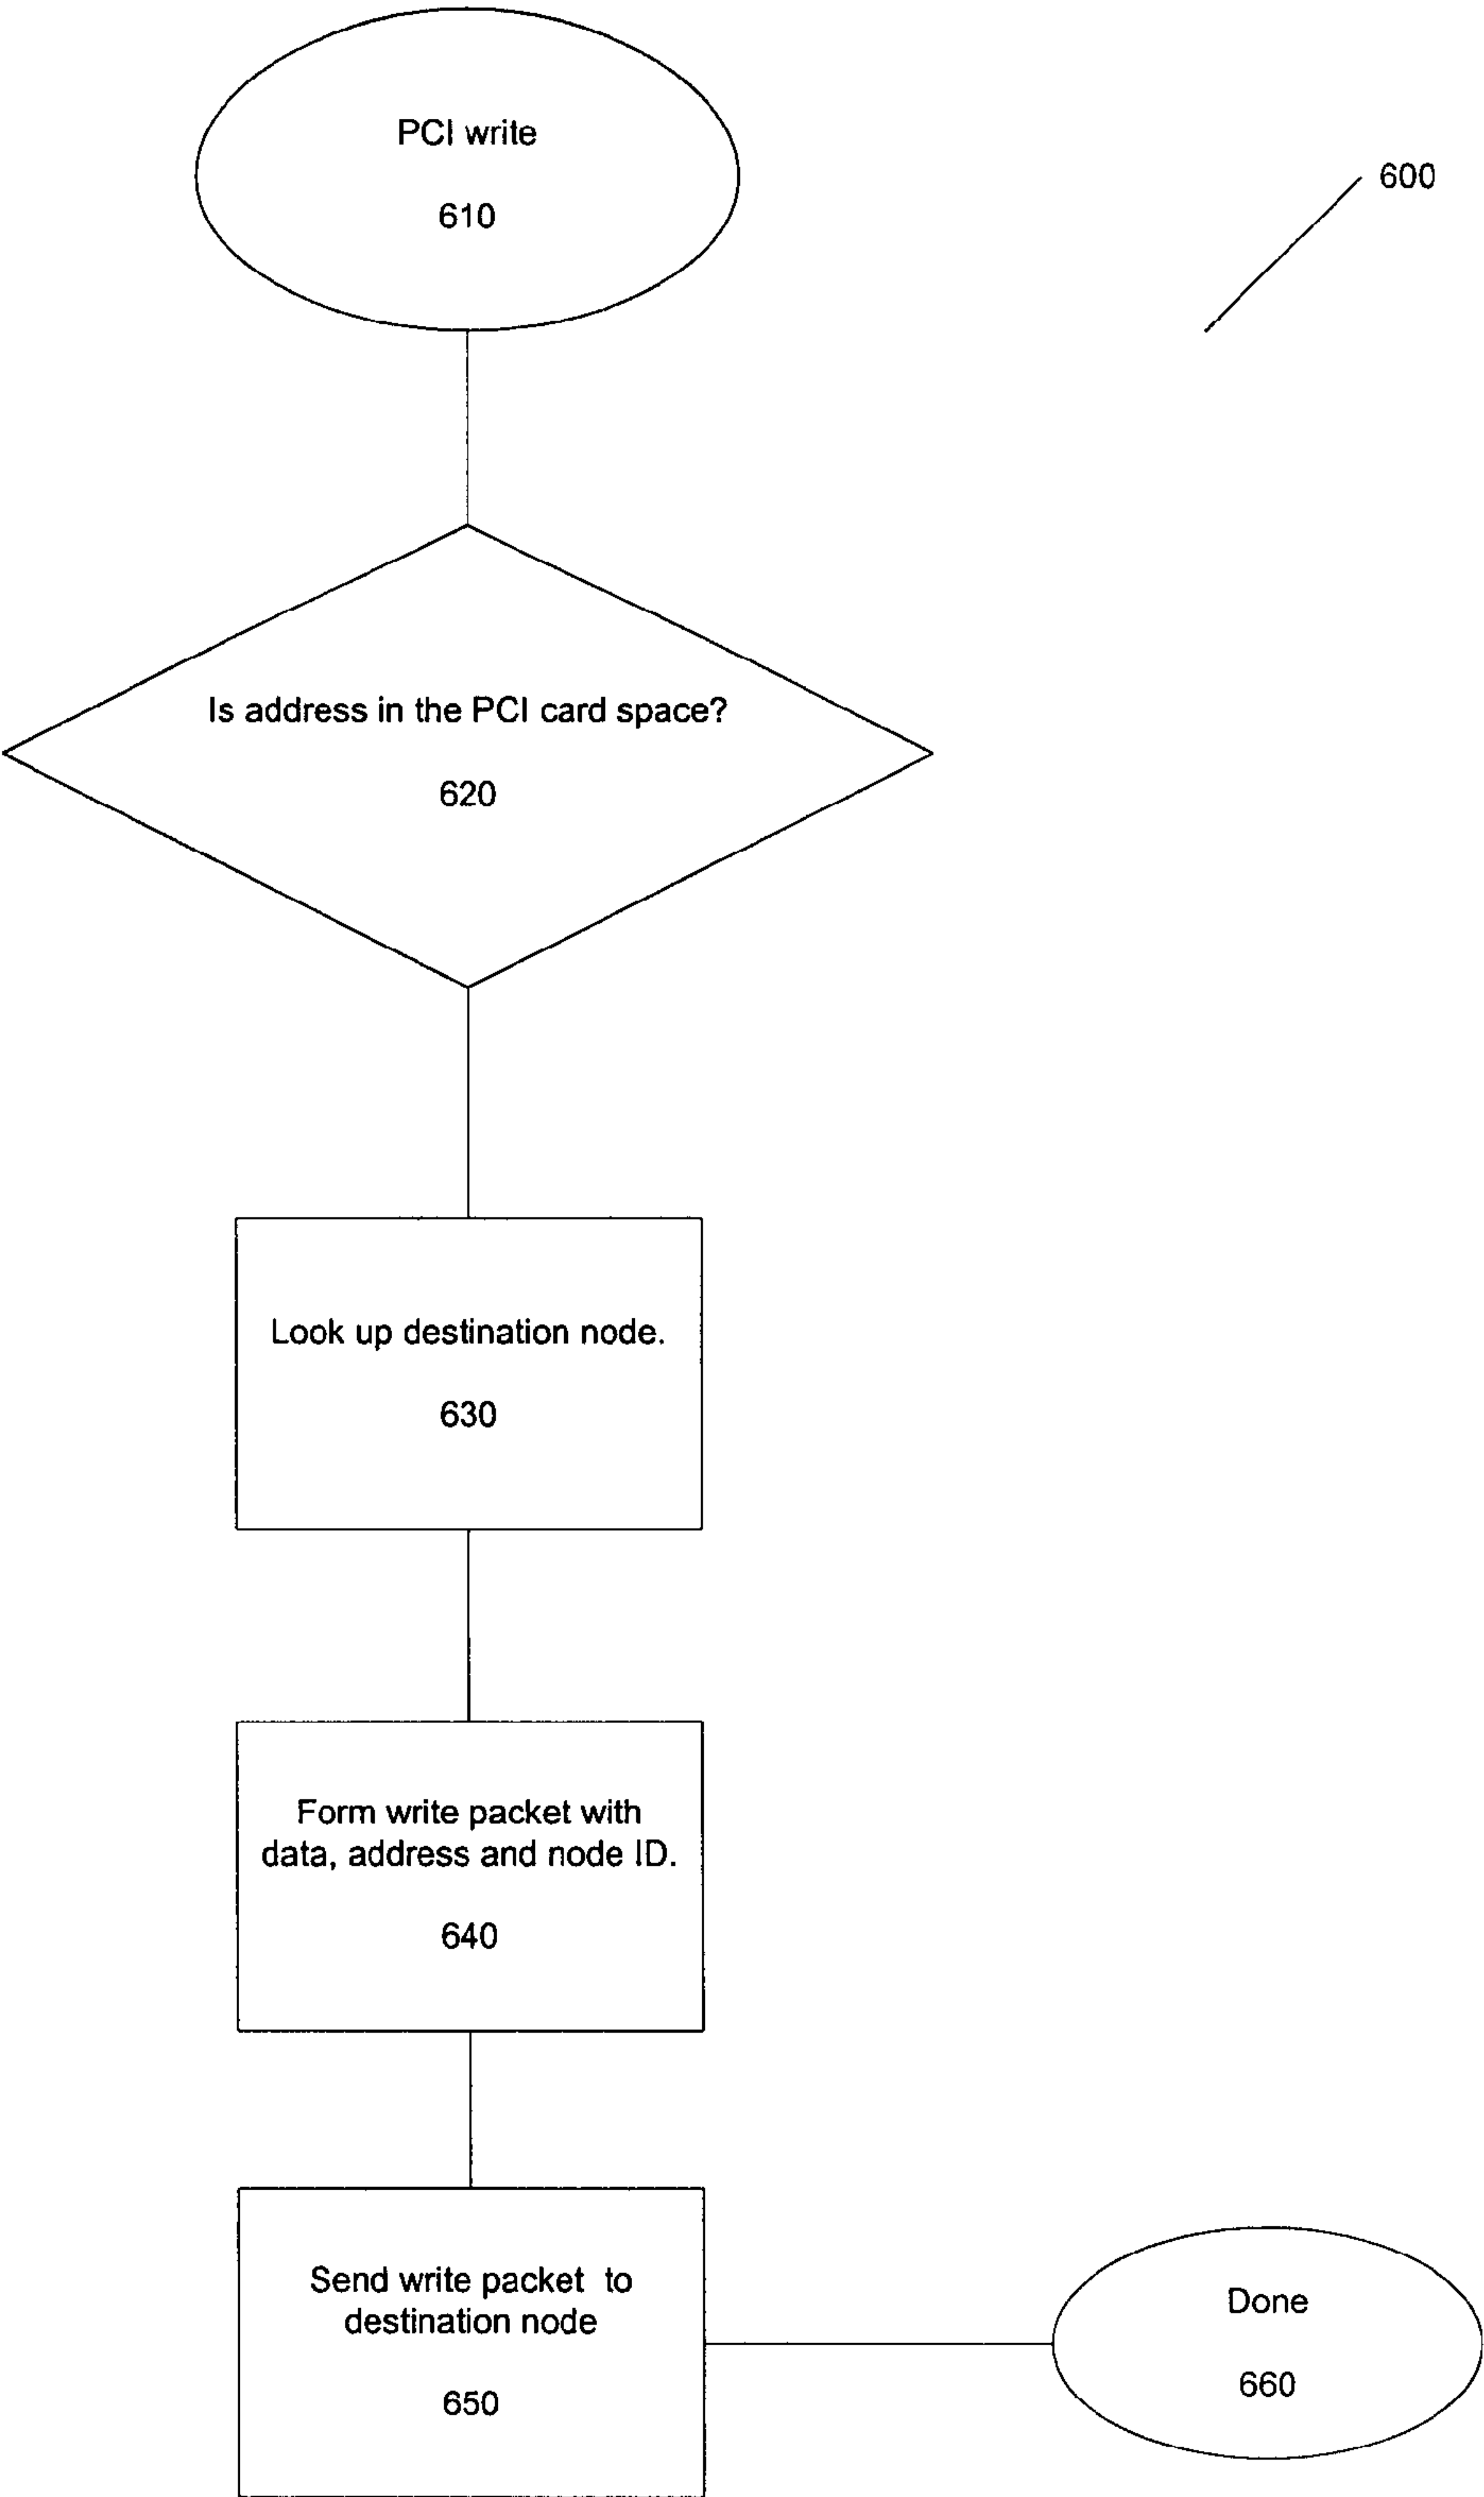 PCI write
610
600
Is address in the PCI card space?
620
Look up destination node.
630
Form write packet with
data, address and node ID.
640
Send write packet to
destination node
650
Done
660